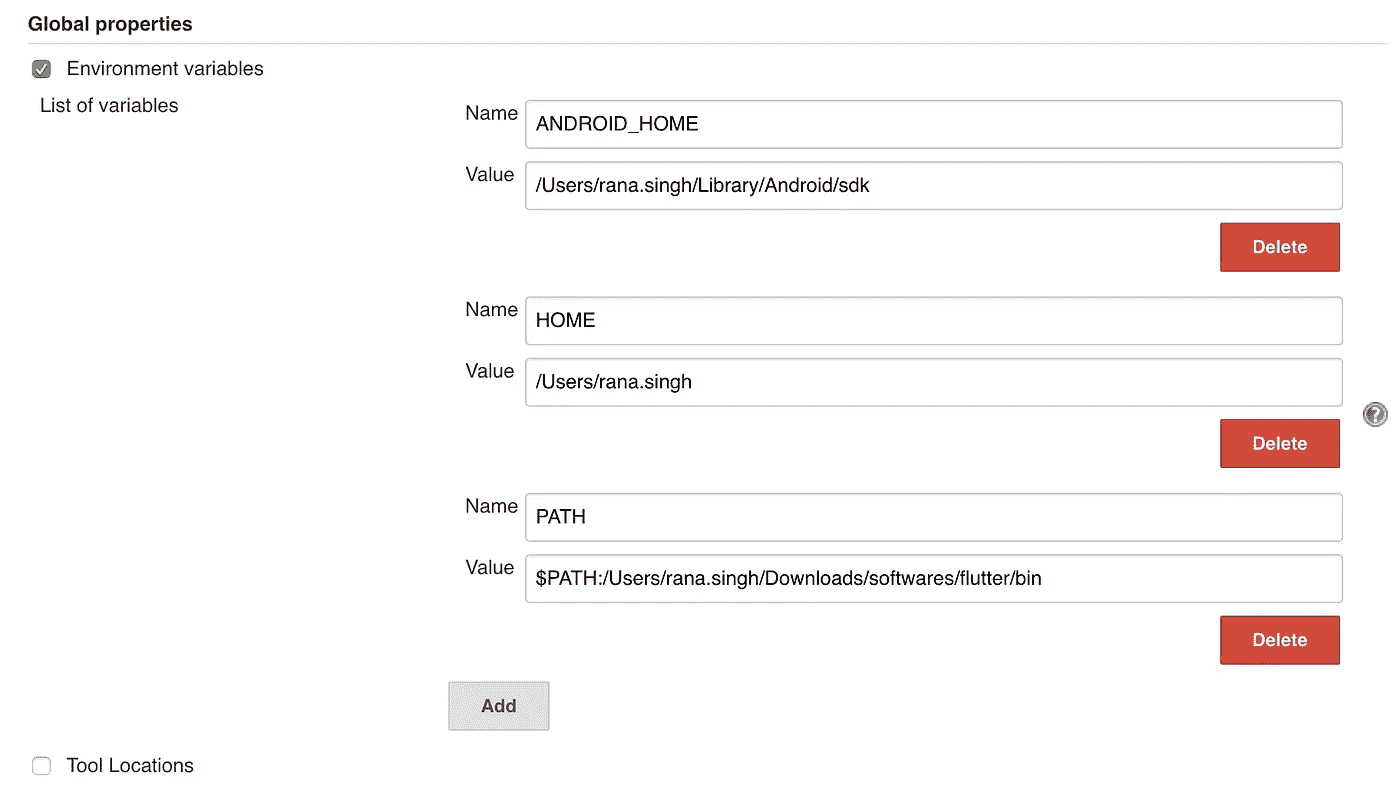 Global properties
Environment variables
List of variables
Name ANDROID_HOME
Value /Users/rana.singh/Library/Android/sdk
Delete
Name HOME
Value /Users/rana.singh
?
Delete
Name PATH
Value $PATH:/Users/rana.singh/Downloads/softwares/flutter/bin
Delete
Add
Tool Locations